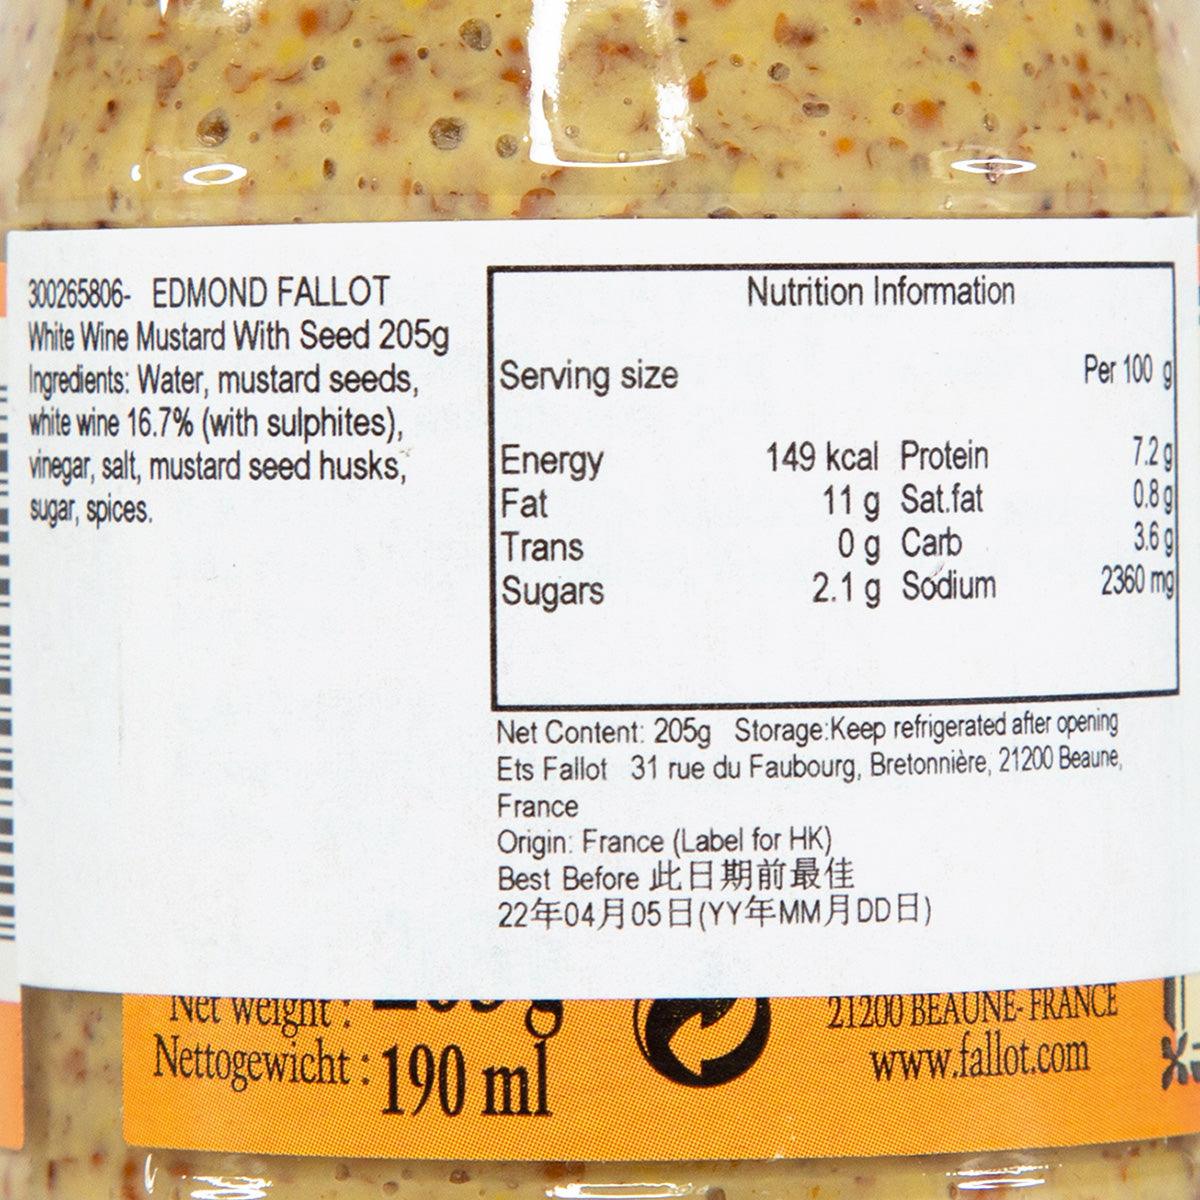 300265806- EDMOND FALLOT
White Wine Mustard With Seed 205g
Ingredients: Water, mustard seeds,
white wine 16.7% (with sulphites),
vinegar, salt, mustard seed husks,
sugar, spices.
Nutrition Information
Serving size Per 100 g
Energy 149 kcal Protein 7.2 g
Fat 11 g Sat.fat 0.8 g
Trans 0 g Carb 3.6 g
Sugars 2.1 g Sodium 2360 mg
Net Content: 205g Storage:Keep refrigerated after opening
Ets Fallot 31 rue du Faubourg, Bretonnière, 21200 Beaune,
France
Origin: France (Label for HK)
Best Before 此日期前最佳
22年04月05日(YY年MM月DD日)
Net weight :
Nettogewicht : 190 ml
21200 BEAUNE- FRANCE
www.fallot.com